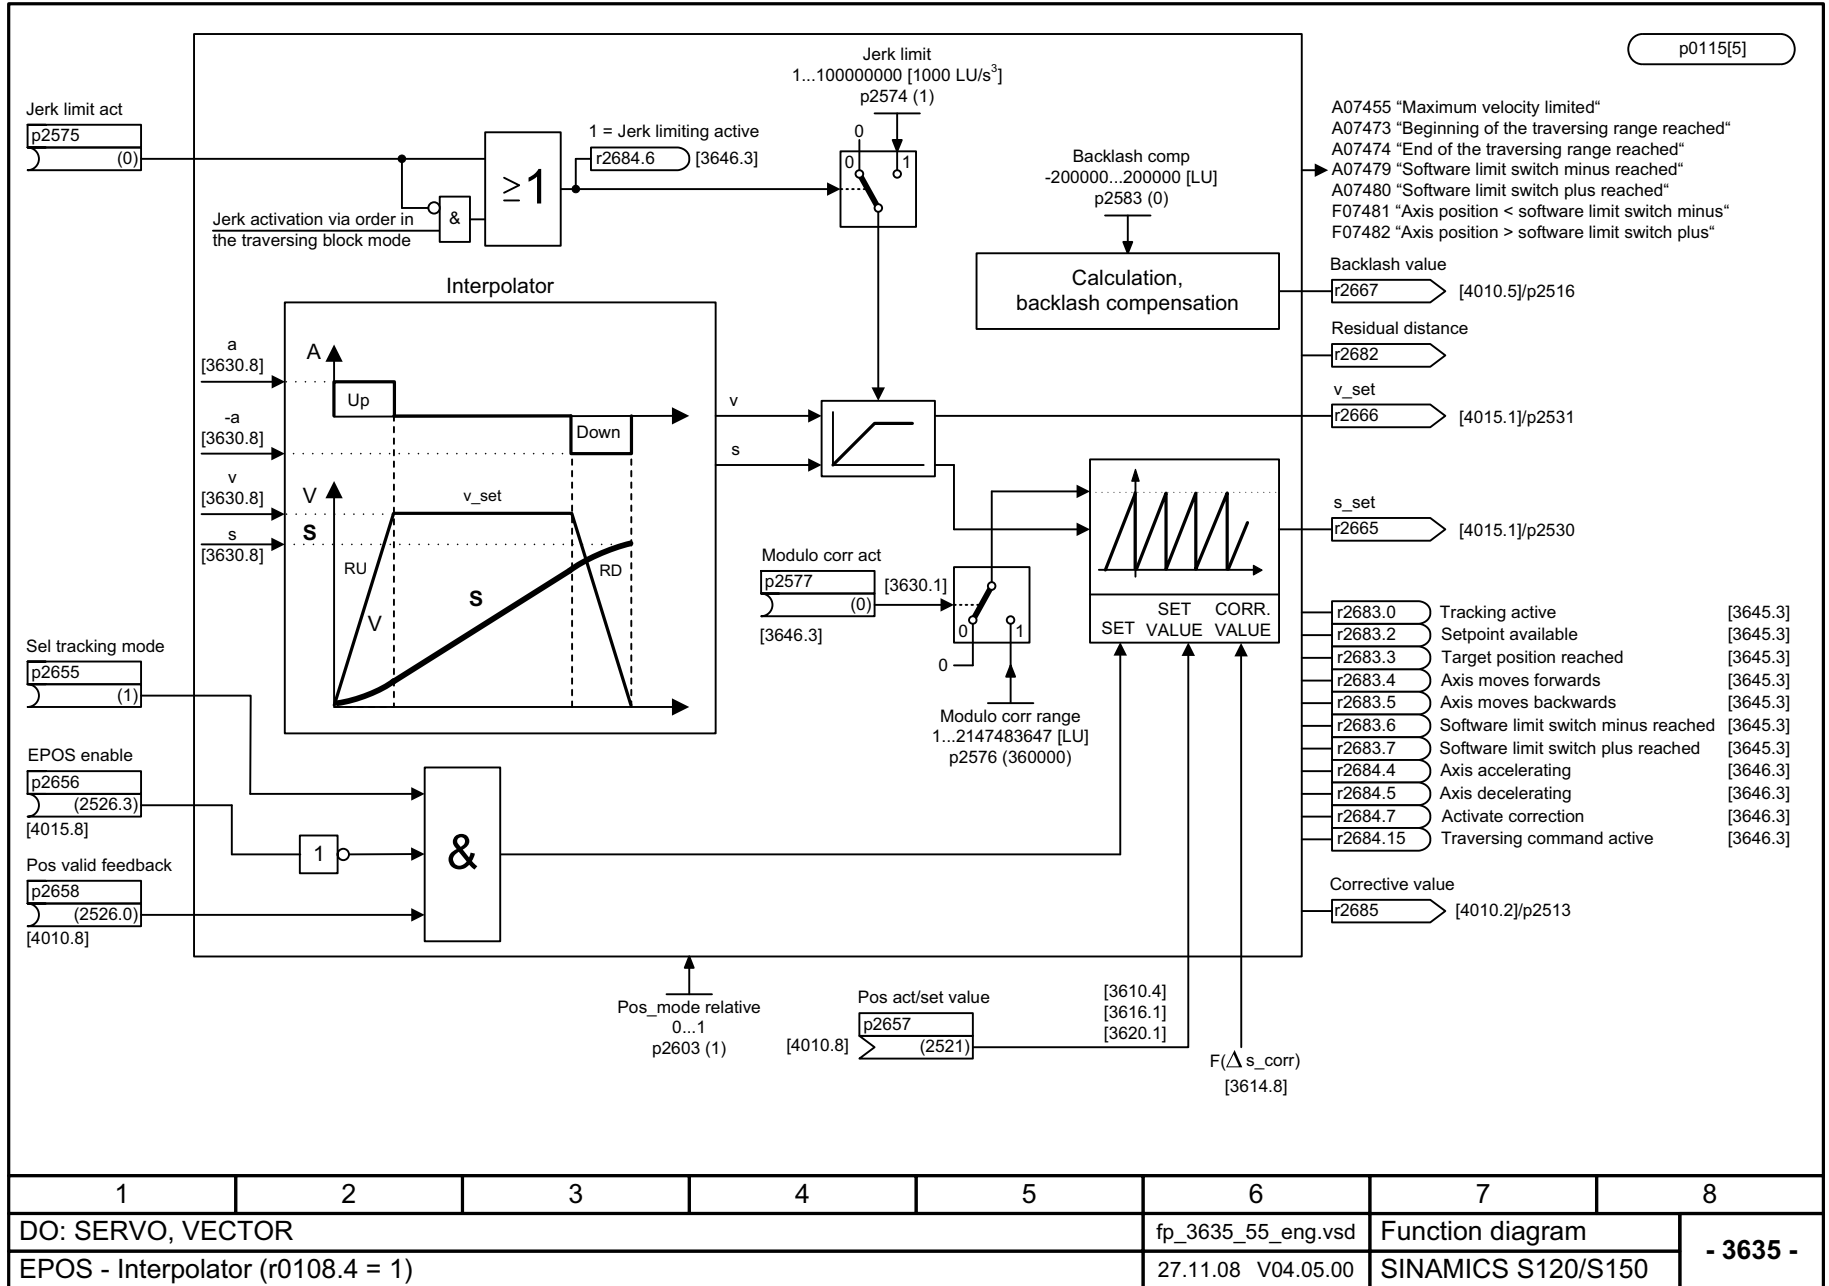 p0115[5]
Jerk limit
1...100000000 [1000 LU/s³]
p2574 (1)
Jerk limit act
p2575
(0)
1 = Jerk limiting active
r2684.6
[3646.3]
≥1
&
Jerk activation via order in
the traversing block mode
0
0
1
Backlash comp
-200000...200000 [LU]
p2583 (0)
Calculation,
backlash compensation
A07455 “Maximum velocity limited“
A07473 “Beginning of the traversing range reached“
A07474 “End of the traversing range reached“
A07479 “Software limit switch minus reached“
A07480 “Software limit switch plus reached“
F07481 “Axis position < software limit switch minus“
F07482 “Axis position > software limit switch plus“
Backlash value
r2667
[4010.5]/p2516
Residual distance
r2682
v_set
r2666
[4015.1]/p2531
s_set
r2665
[4015.1]/p2530
Interpolator
a
[3630.8]
-a
[3630.8]
v
[3630.8]
s
[3630.8]
A
Up
Down
V
S
v_set
RU
V
S
RD
v
s
Modulo corr act
p2577
(0)
[3630.1]
[3646.3]
0
1
0
Modulo corr range
1...2147483647 [LU]
p2576 (360000)
SET
SET
VALUE
CORR.
VALUE
r2683.0 Tracking active [3645.3]
r2683.2 Setpoint available [3645.3]
r2683.3 Target position reached [3645.3]
r2683.4 Axis moves forwards [3645.3]
r2683.5 Axis moves backwards [3645.3]
r2683.6 Software limit switch minus reached [3645.3]
r2683.7 Software limit switch plus reached [3645.3]
r2684.4 Axis accelerating [3646.3]
r2684.5 Axis decelerating [3646.3]
r2684.7 Activate correction [3646.3]
r2684.15 Traversing command active [3646.3]
Corrective value
r2685
[4010.2]/p2513
Sel tracking mode
p2655
(1)
EPOS enable
p2656
(2526.3)
[4015.8]
Pos valid feedback
p2658
(2526.0)
[4010.8]
1
&
Pos_mode relative
0...1
p2603 (1)
Pos act/set value
p2657
(2521)
[4010.8]
[3610.4]
[3616.1]
[3620.1]
F(Δ s_corr)
[3614.8]
1 2 3 4 5 6 7 8
DO: SERVO, VECTOR
fp_3635_55_eng.vsd
Function diagram
- 3635 -
EPOS - Interpolator (r0108.4 = 1)
27.11.08 V04.05.00
SINAMICS S120/S150